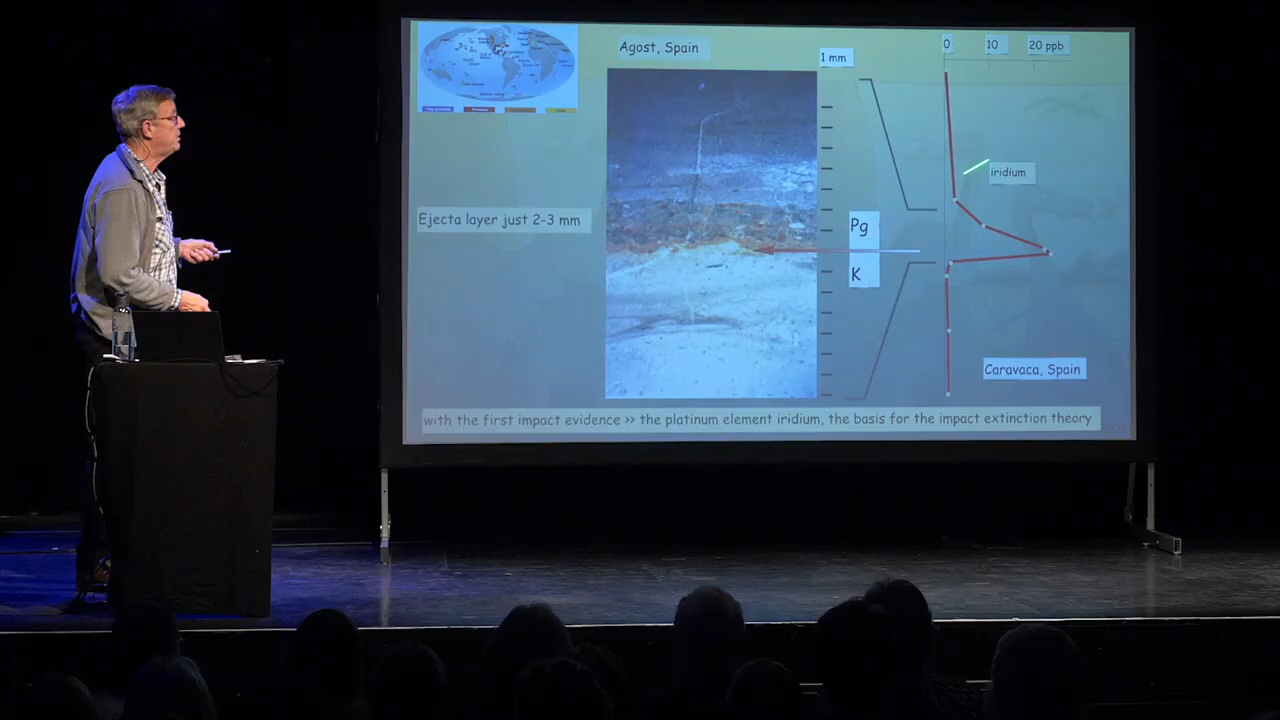 Agost, Spain
1 mm
0
10
20 ppb
iridium
Ejecta layer just 2-3 mm
Pg
K
Caravaca, Spain
with the first impact evidence >> the platinum element iridium, the basis for the impact extinction theory